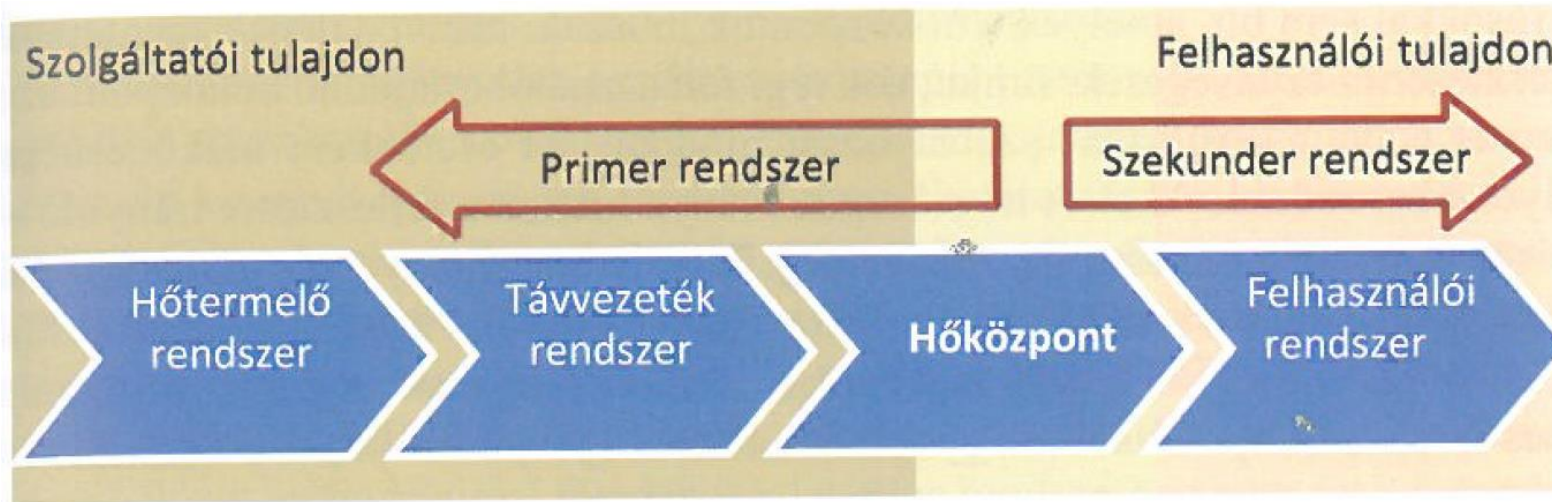 Szolgáltatói tulajdon
Felhasználói tulajdon
Primer rendszer
Szekunder rendszer
Hőtermelő
rendszer
Távvezeték
rendszer
Hőközpont
Felhasználói
rendszer